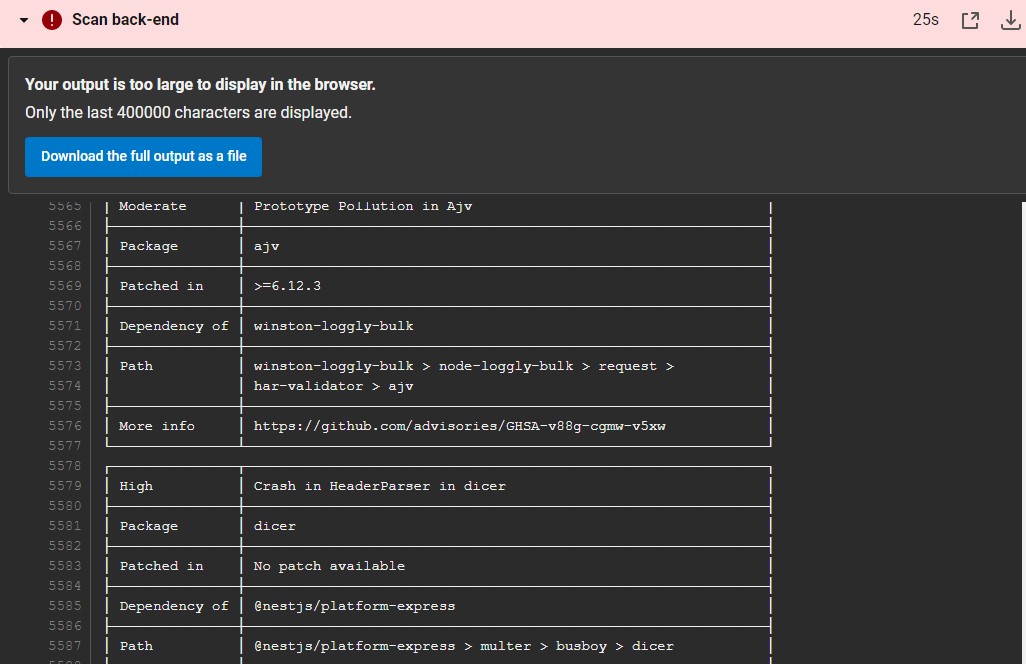 Scan back-end
25s
Your output is too large to display in the browser.
Only the last 400000 characters are displayed.
Download the full output as a file
5565 Moderate Prototype Pollution in Ajv
5566
5567 Package ajv
5568
5569 Patched in >=6.12.3
5570
5571 Dependency of winston-loggly-bulk
5572
5573 Path winston-loggly-bulk > node-loggly-bulk > request >
5574 har-validator > ajv
5575
5576 More info https://github.com/advisories/GHSA-v88g-cgmw-v5xw
5577
5578
5579 High Crash in HeaderParser in dicer
5580
5581 Package dicer
5582
5583 Patched in No patch available
5584
5585 Dependency of @nestjs/platform-express
5586
5587 Path @nestjs/platform-express > multer > busboy > dicer